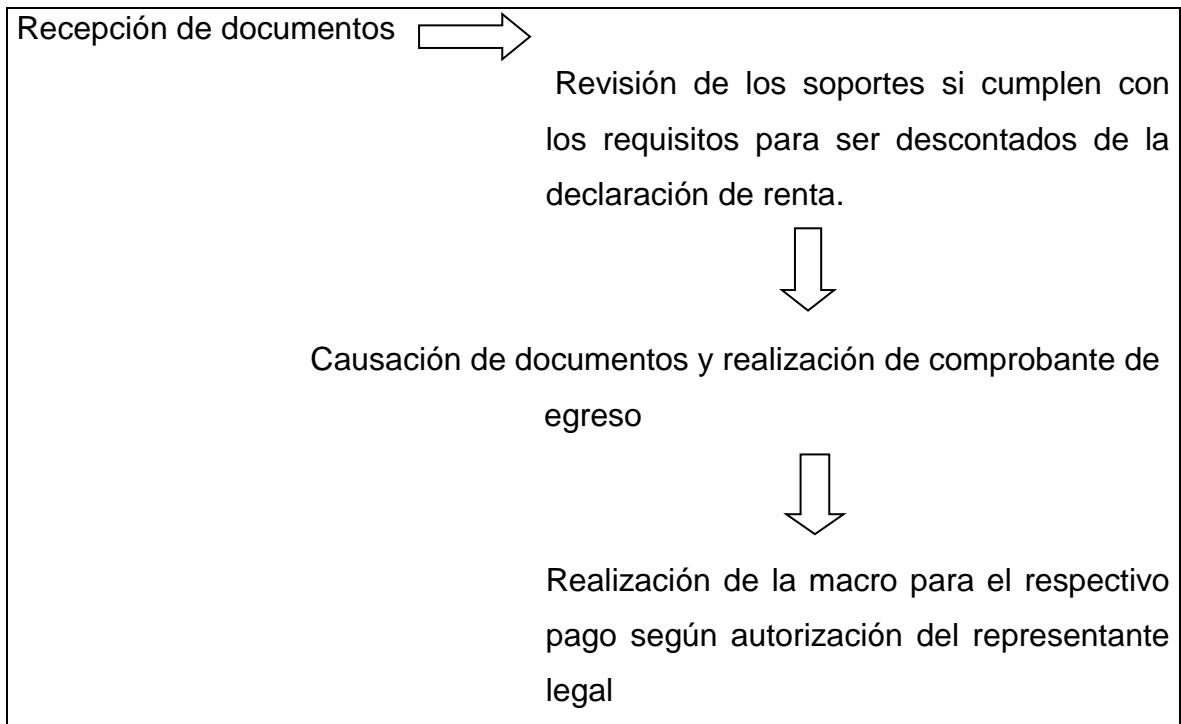 Recepción de documentos
Revisión de los soportes si cumplen con
los requisitos para ser descontados de la
declaración de renta.
Causación de documentos y realización de comprobante de
egreso
Realización de la macro para el respectivo
pago según autorización del representante
legal